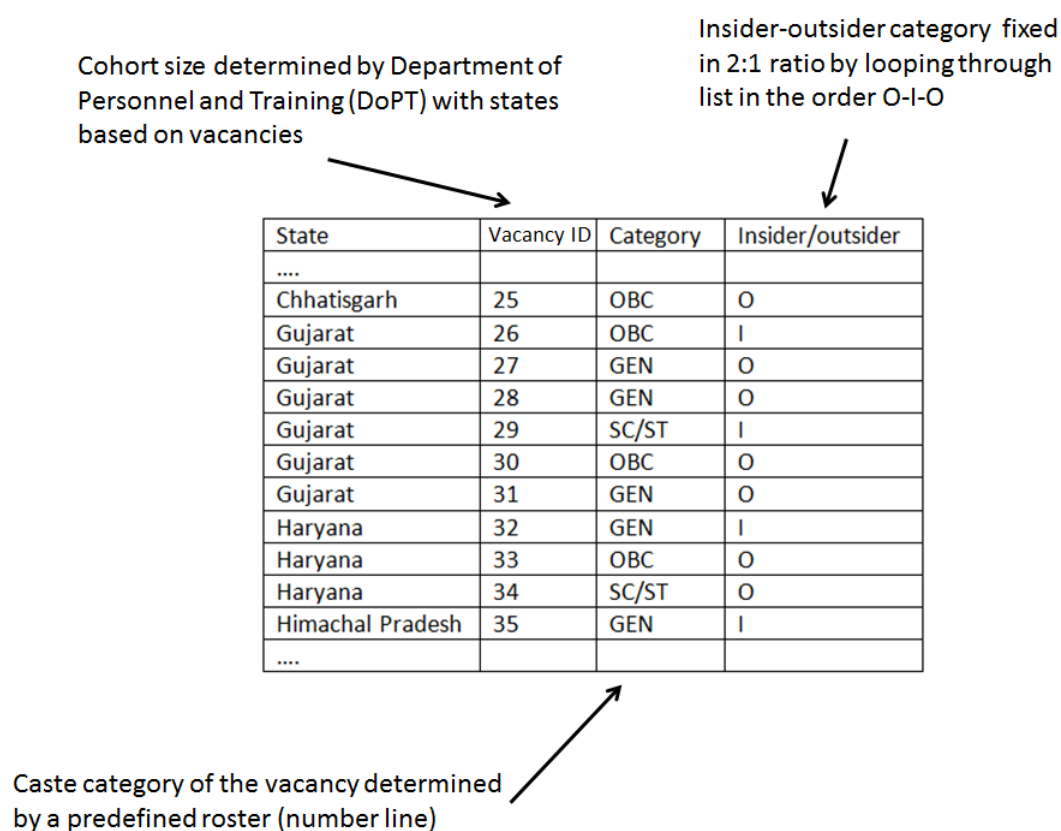 Cohort size determined by Department of
Personnel and Training (DoPT) with states
based on vacancies
Insider-outsider category fixed
in 2:1 ratio by looping through
list in the order O-I-O
State Vacancy ID Category Insider/outsider
....
Chhatisgarh 25 OBC O
Gujarat 26 OBC I
Gujarat 27 GEN O
Gujarat 28 GEN O
Gujarat 29 SC/ST I
Gujarat 30 OBC O
Gujarat 31 GEN O
Haryana 32 GEN I
Haryana 33 OBC O
Haryana 34 SC/ST O
Himachal Pradesh 35 GEN I
....
Caste category of the vacancy determined
by a predefined roster (number line)